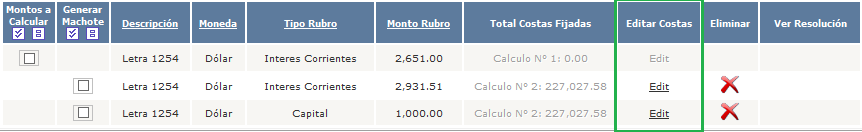 Montos a Calcular Generar Machote Descripción Moneda Tipo Rubro Monto Rubro Total Costas Fijadas Editar Costas Eliminar Ver Resolución
Letra 1254 Dólar Interes Corrientes 2,651.00 Calculo Nº 1: 0.00 Edit
Letra 1254 Dólar Interes Corrientes 2,931.51 Calculo Nº 2: 227,027.58 Edit
Letra 1254 Dólar Capital 1,000.00 Calculo Nº 2: 227,027.58 Edit